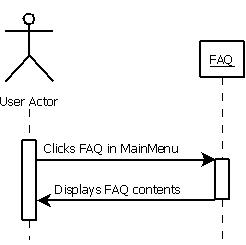 FAQ
User Actor
Clicks FAQ in MainMenu
Displays FAQ contents